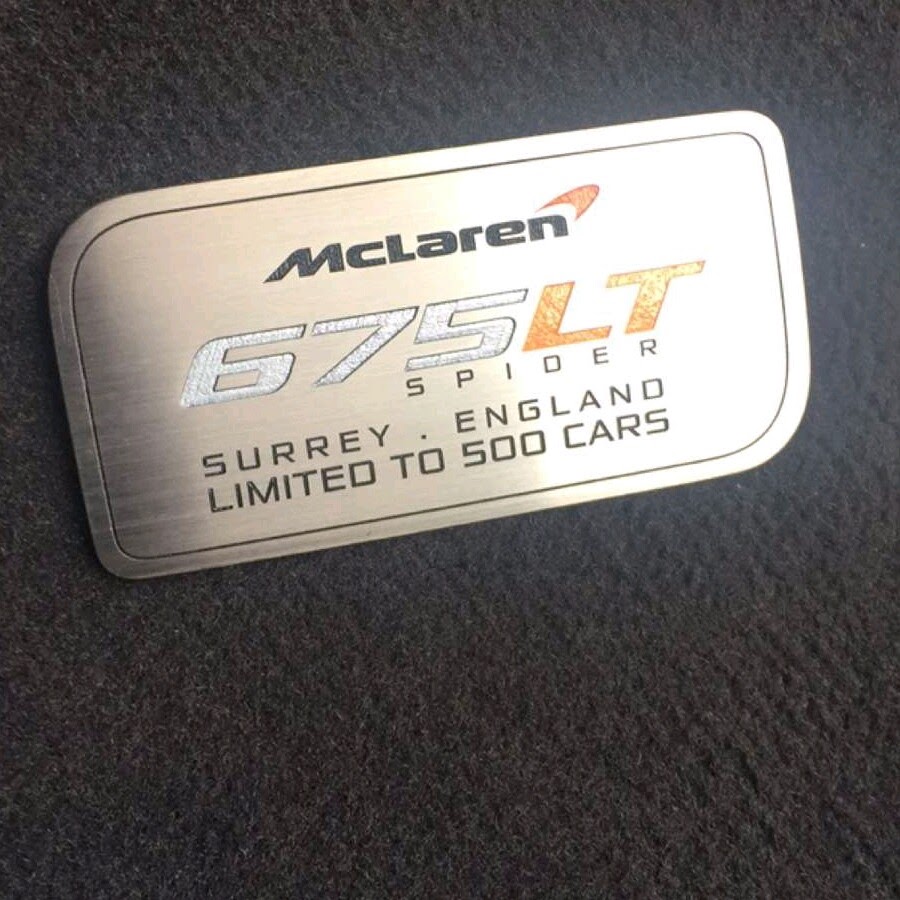 McLaren
675LT
SPIDER
SURREY . ENGLAND
LIMITED TO 500 CARS